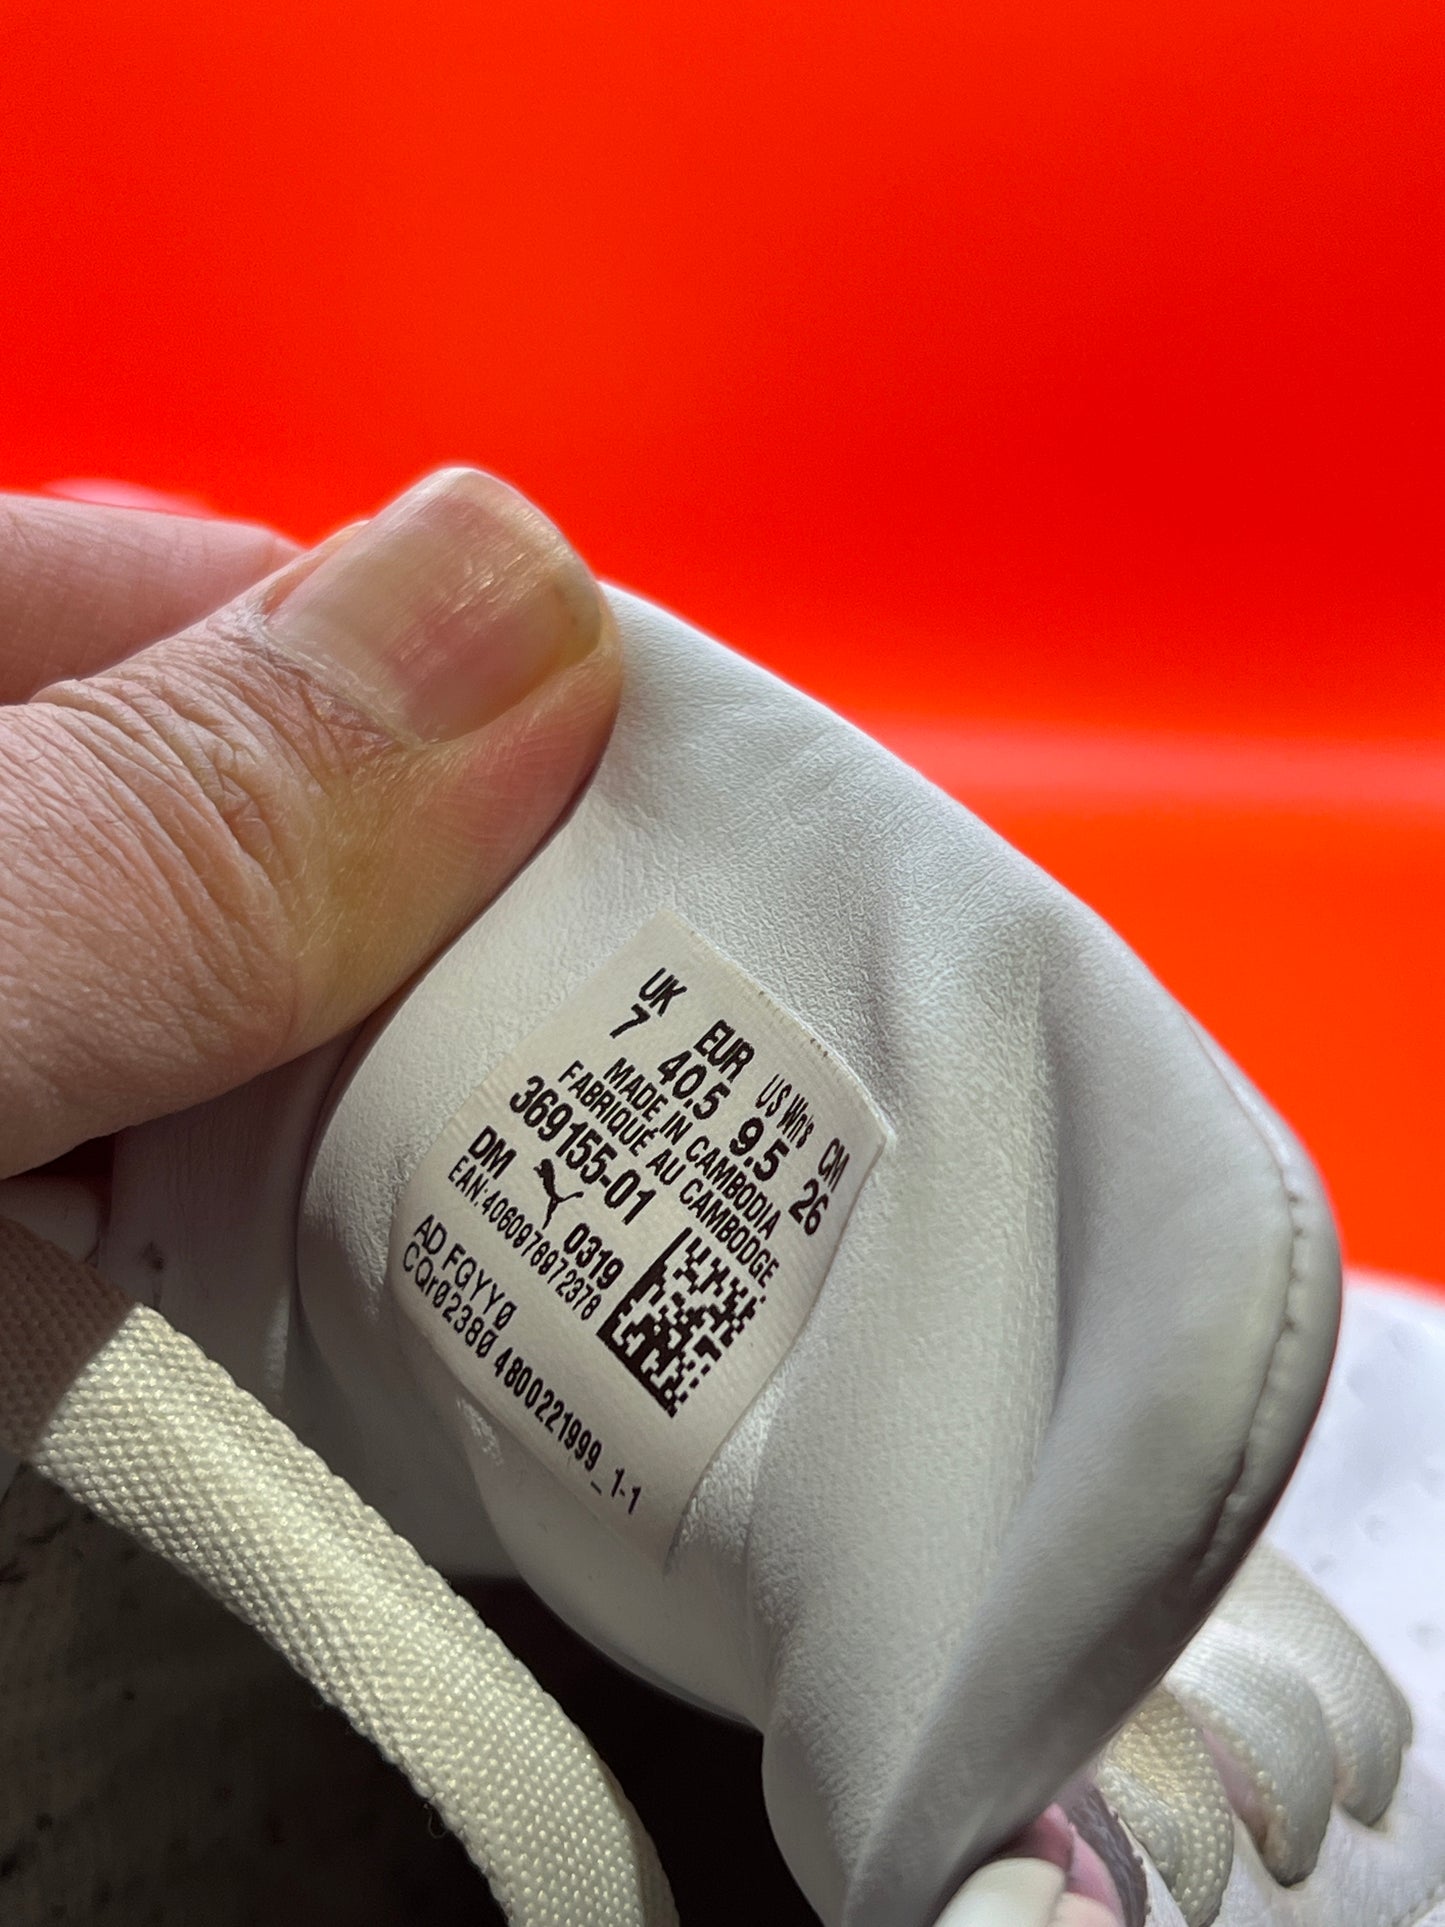 UK EUR US Wn's CM
7 40.5 9.5 26
MADE IN CAMBODIA
FABRIQUÉ AU CAMBODGE
369155-01
DM 0319
EAN:4060978972378
AD FGYY0
CQr02380 4800221999_1-1